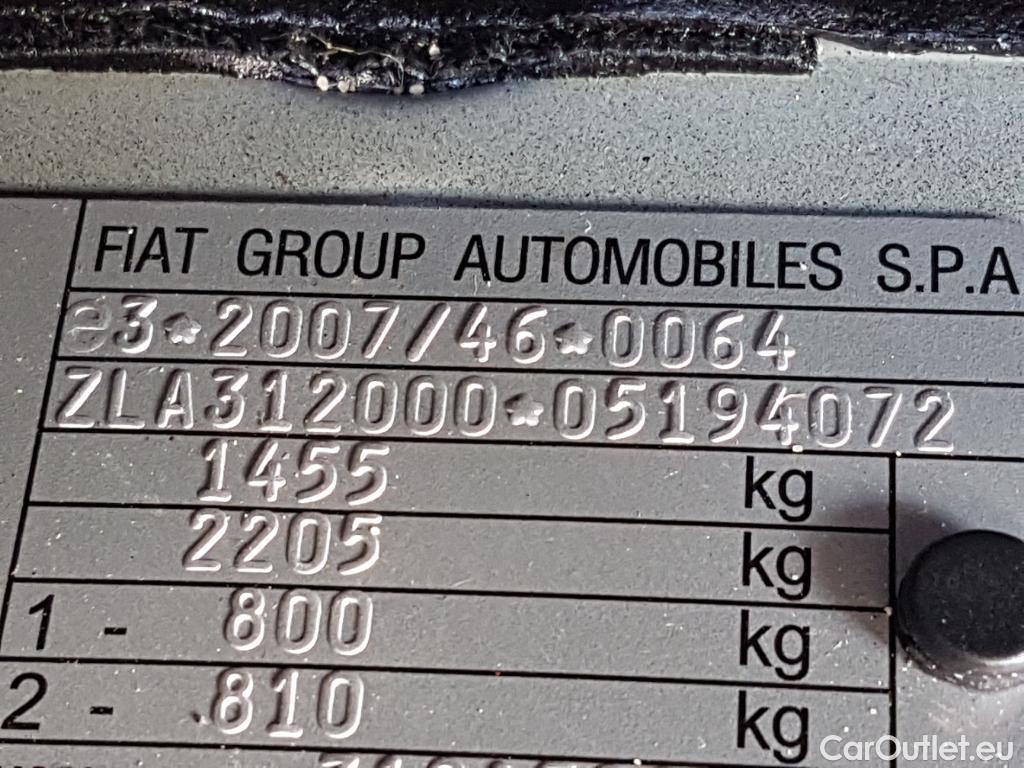 FIAT GROUP AUTOMOBILES S.P.A
e3*2007/46*0064
ZLA312000*05194072
1455 kg
2205 kg
1 - 800 kg
2 - 810 kg
CarOutlet.eu